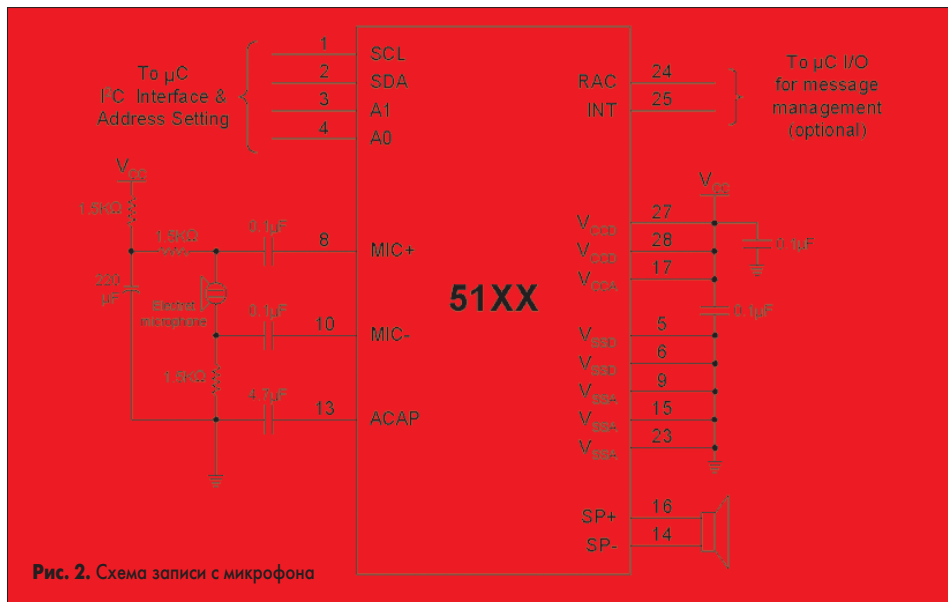 1
SCL
To µC
I²C Interface &
Address Setting
2
SDA
3
A1
4
A0
RAC
24
INT
25
To µC I/O
for message
management
(optional)
VCC
1.5KΩ
1.5KΩ
0.1µF
8
MIC+
220
µF
Electret
microphone
0.1µF
10
MIC-
1.5KΩ
4.7µF
13
ACAP
51XX
VCC
VCCD
27
0.1µF
VCCD
28
VCCA
17
0.1µF
VSSD
5
VSSD
6
VSSA
9
VSSA
15
VSSA
23
SP+
16
SP-
14
Рис. 2. Схема записи с микрофона